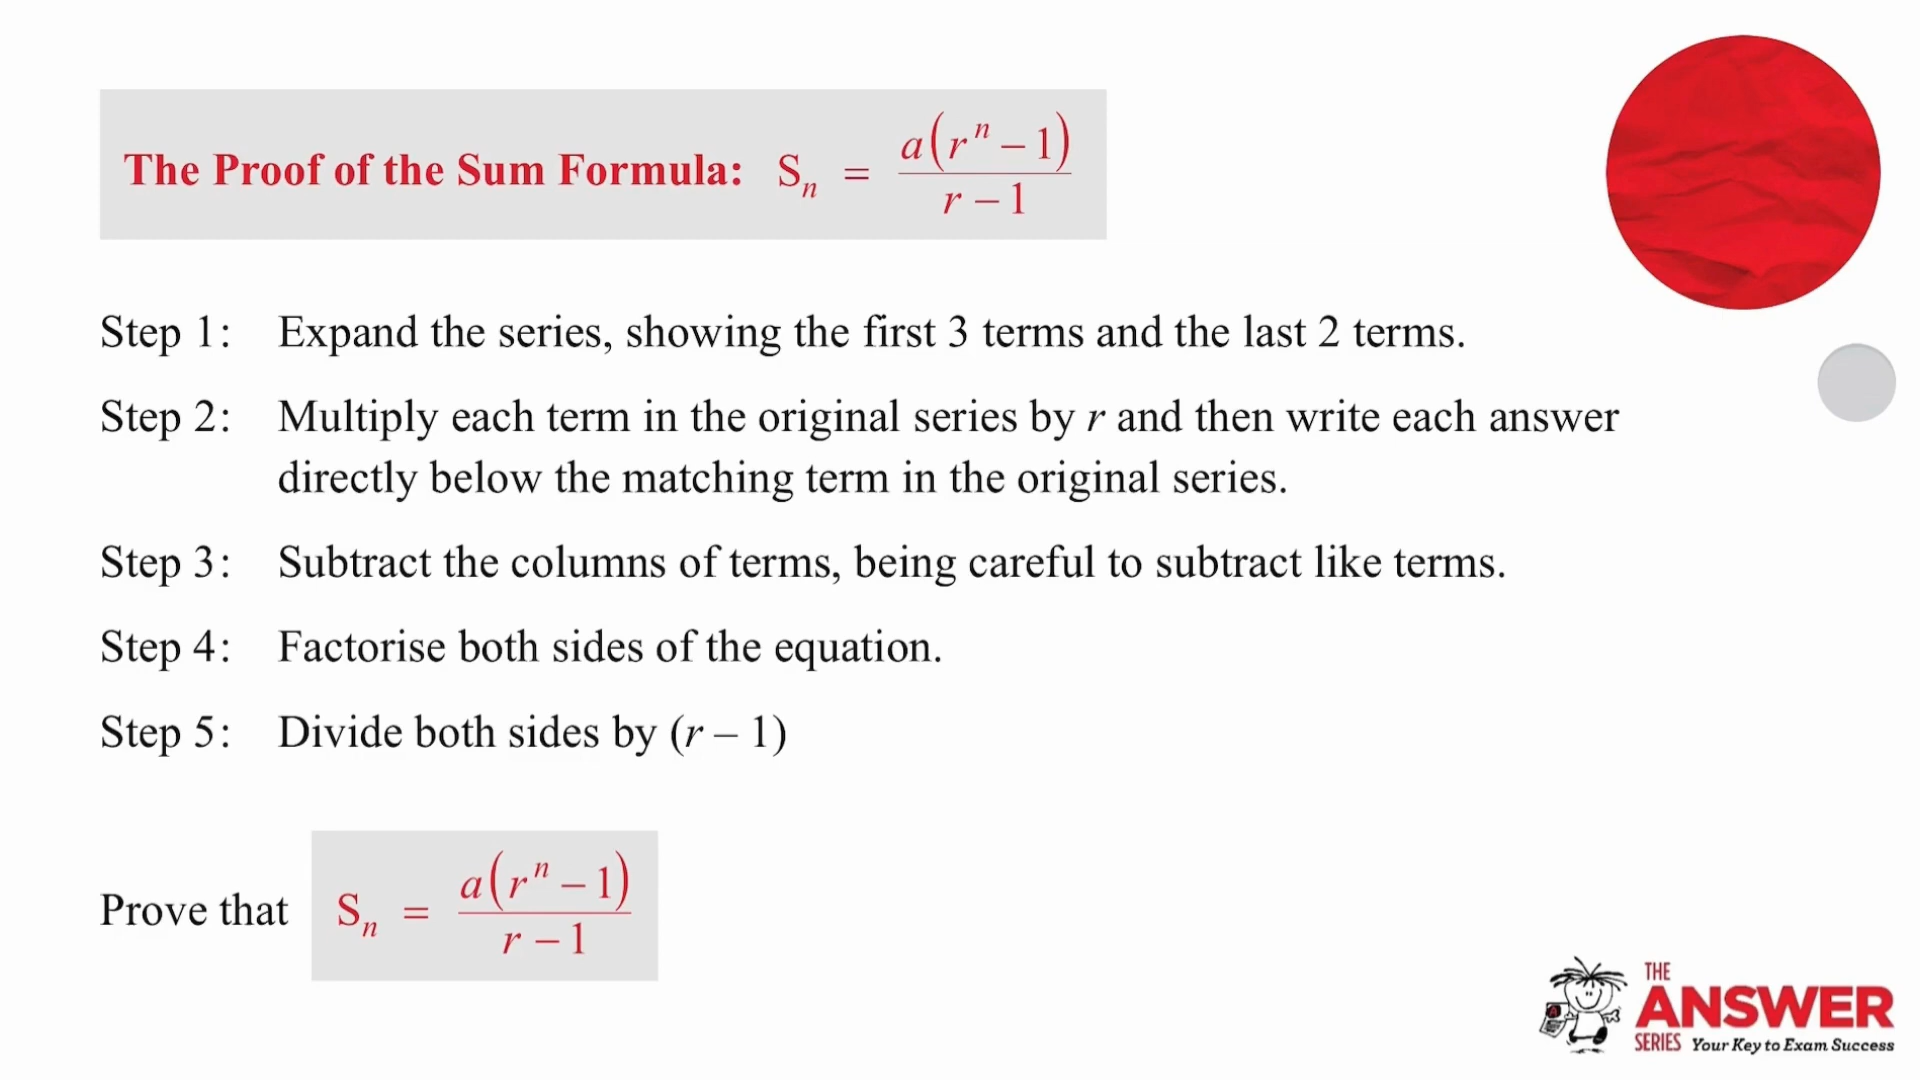 The Proof of the Sum Formula: Sₙ = a(rⁿ – 1) / r – 1
Step 1: Expand the series, showing the first 3 terms and the last 2 terms.
Step 2: Multiply each term in the original series by r and then write each answer
directly below the matching term in the original series.
Step 3: Subtract the columns of terms, being careful to subtract like terms.
Step 4: Factorise both sides of the equation.
Step 5: Divide both sides by (r – 1)
Prove that Sₙ = a(rⁿ – 1) / r – 1
THE
ANSWER
SERIES Your Key to Exam Success